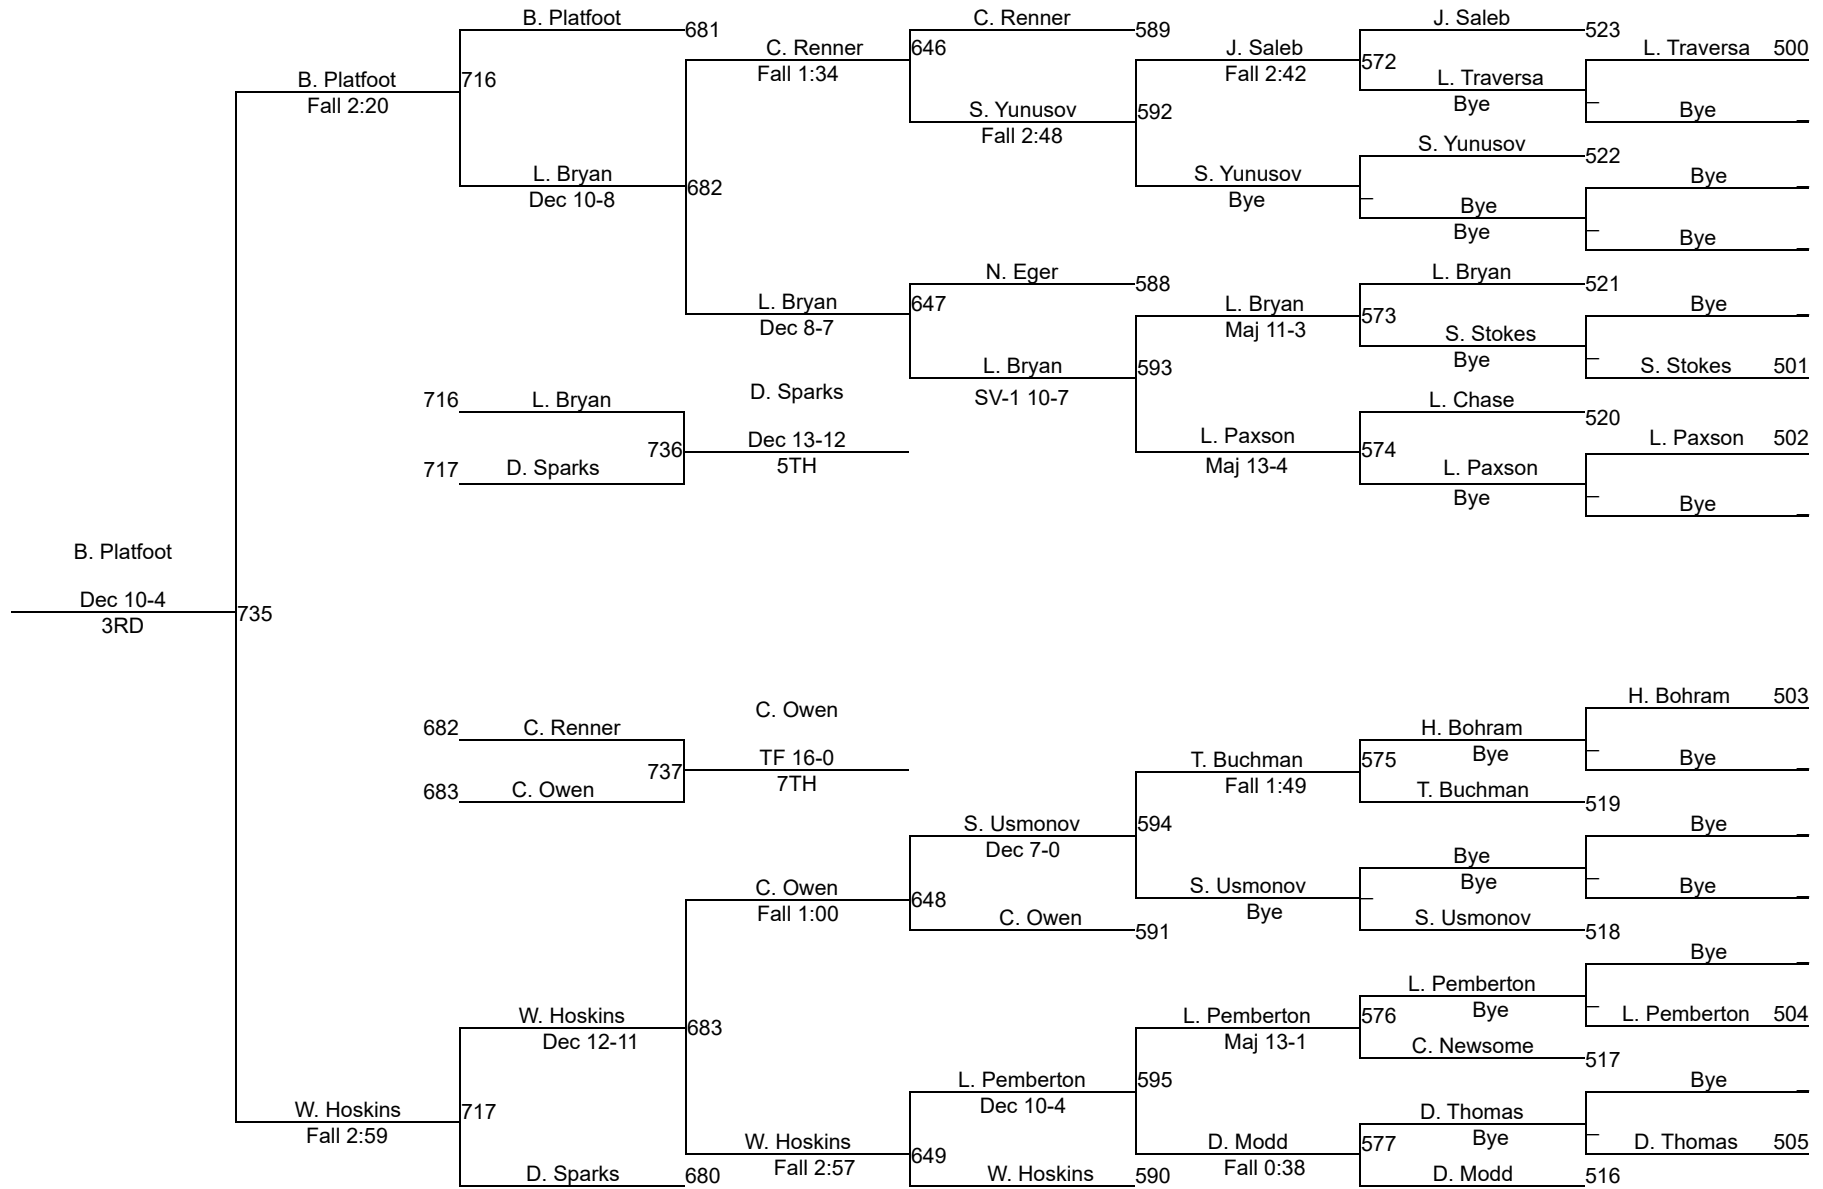 B. Platfoot
681
B. Platfoot
Fall 2:20
716
L. Bryan
Dec 10-8
C. Renner
Fall 1:34
682
L. Bryan
Dec 8-7
C. Renner
589
646
S. Yunusov
Fall 2:48
N. Eger
588
647
L. Bryan
SV-1 10-7
J. Saleb
Fall 2:42
592
S. Yunusov
Bye
L. Bryan
Maj 11-3
593
L. Paxson
Maj 13-4
J. Saleb
523
572
L. Traversa
Bye
S. Yunusov
522
Bye
Bye
L. Bryan
521
573
S. Stokes
Bye
L. Chase
520
574
L. Paxson
Bye
L. Traversa 500
Bye
Bye
Bye
Bye
S. Stokes 501
L. Paxson 502
Bye
716 L. Bryan
736
717 D. Sparks
D. Sparks
Dec 13-12
5TH
B. Platfoot
Dec 10-4
3RD
735
682 C. Renner
737
683 C. Owen
C. Owen
TF 16-0
7TH
W. Hoskins
Fall 2:59
717
W. Hoskins
Dec 12-11
D. Sparks
680
C. Owen
Fall 1:00
683
W. Hoskins
Fall 2:57
S. Usmonov
Dec 7-0
648
C. Owen
591
L. Pemberton
Dec 10-4
649
W. Hoskins
590
T. Buchman
Fall 1:49
594
S. Usmonov
Bye
L. Pemberton
Maj 13-1
595
D. Modd
Fall 0:38
H. Bohram
Bye
575
T. Buchman
519
Bye
Bye
S. Usmonov
518
L. Pemberton
Bye
576
C. Newsome
517
D. Thomas
Bye
577
D. Modd
516
H. Bohram 503
Bye
Bye
Bye
Bye
L. Pemberton 504
Bye
D. Thomas 505